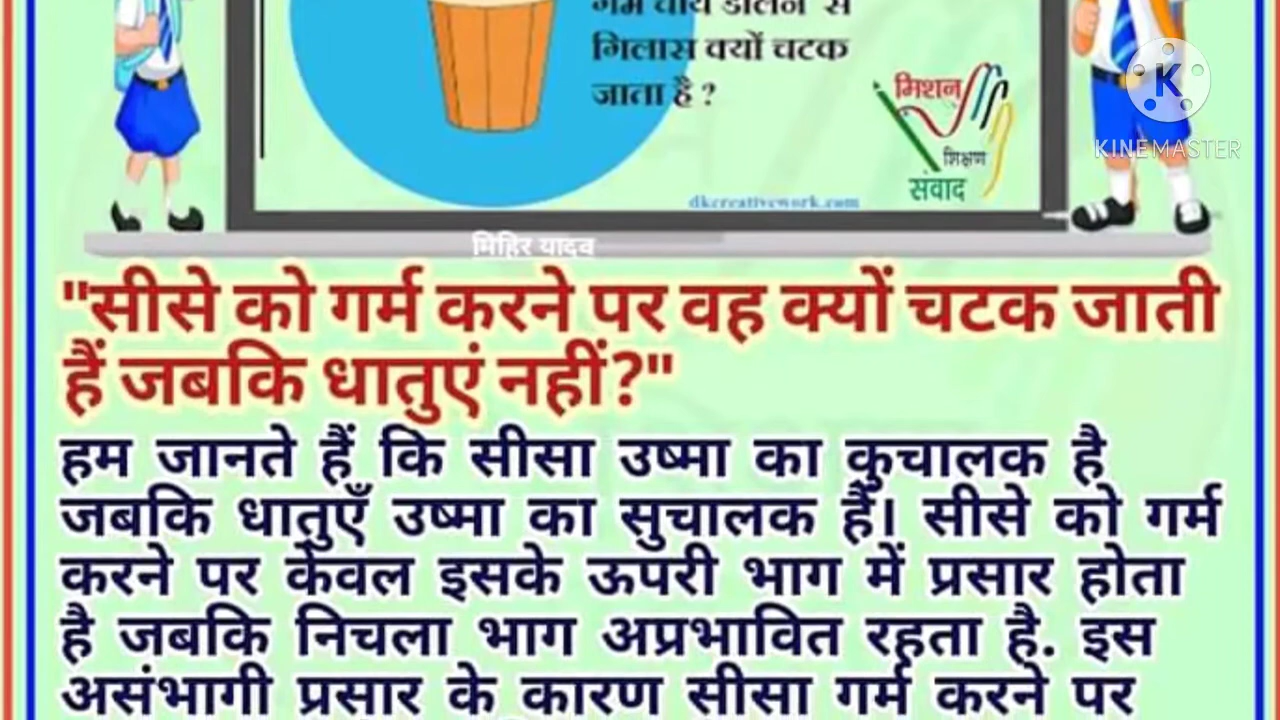 गर्म चाय डालने से
गिलास क्यों चटक
जाता है ?
मिशन
शिक्षण
संवाद
K
KINEMASTER
dkcreativework.com
मिहिर यादव
"सीसे को गर्म करने पर वह क्यों चटक जाती
हैं जबकि धातुएं नहीं?"
हम जानते हैं कि सीसा उष्मा का कुचालक है
जबकि धातुएँ उष्मा का सुचालक हैं। सीसे को गर्म
करने पर केवल इसके ऊपरी भाग में प्रसार होता
है जबकि निचला भाग अप्रभावित रहता है. इस
असंभागी प्रसार के कारण सीसा गर्म करने पर